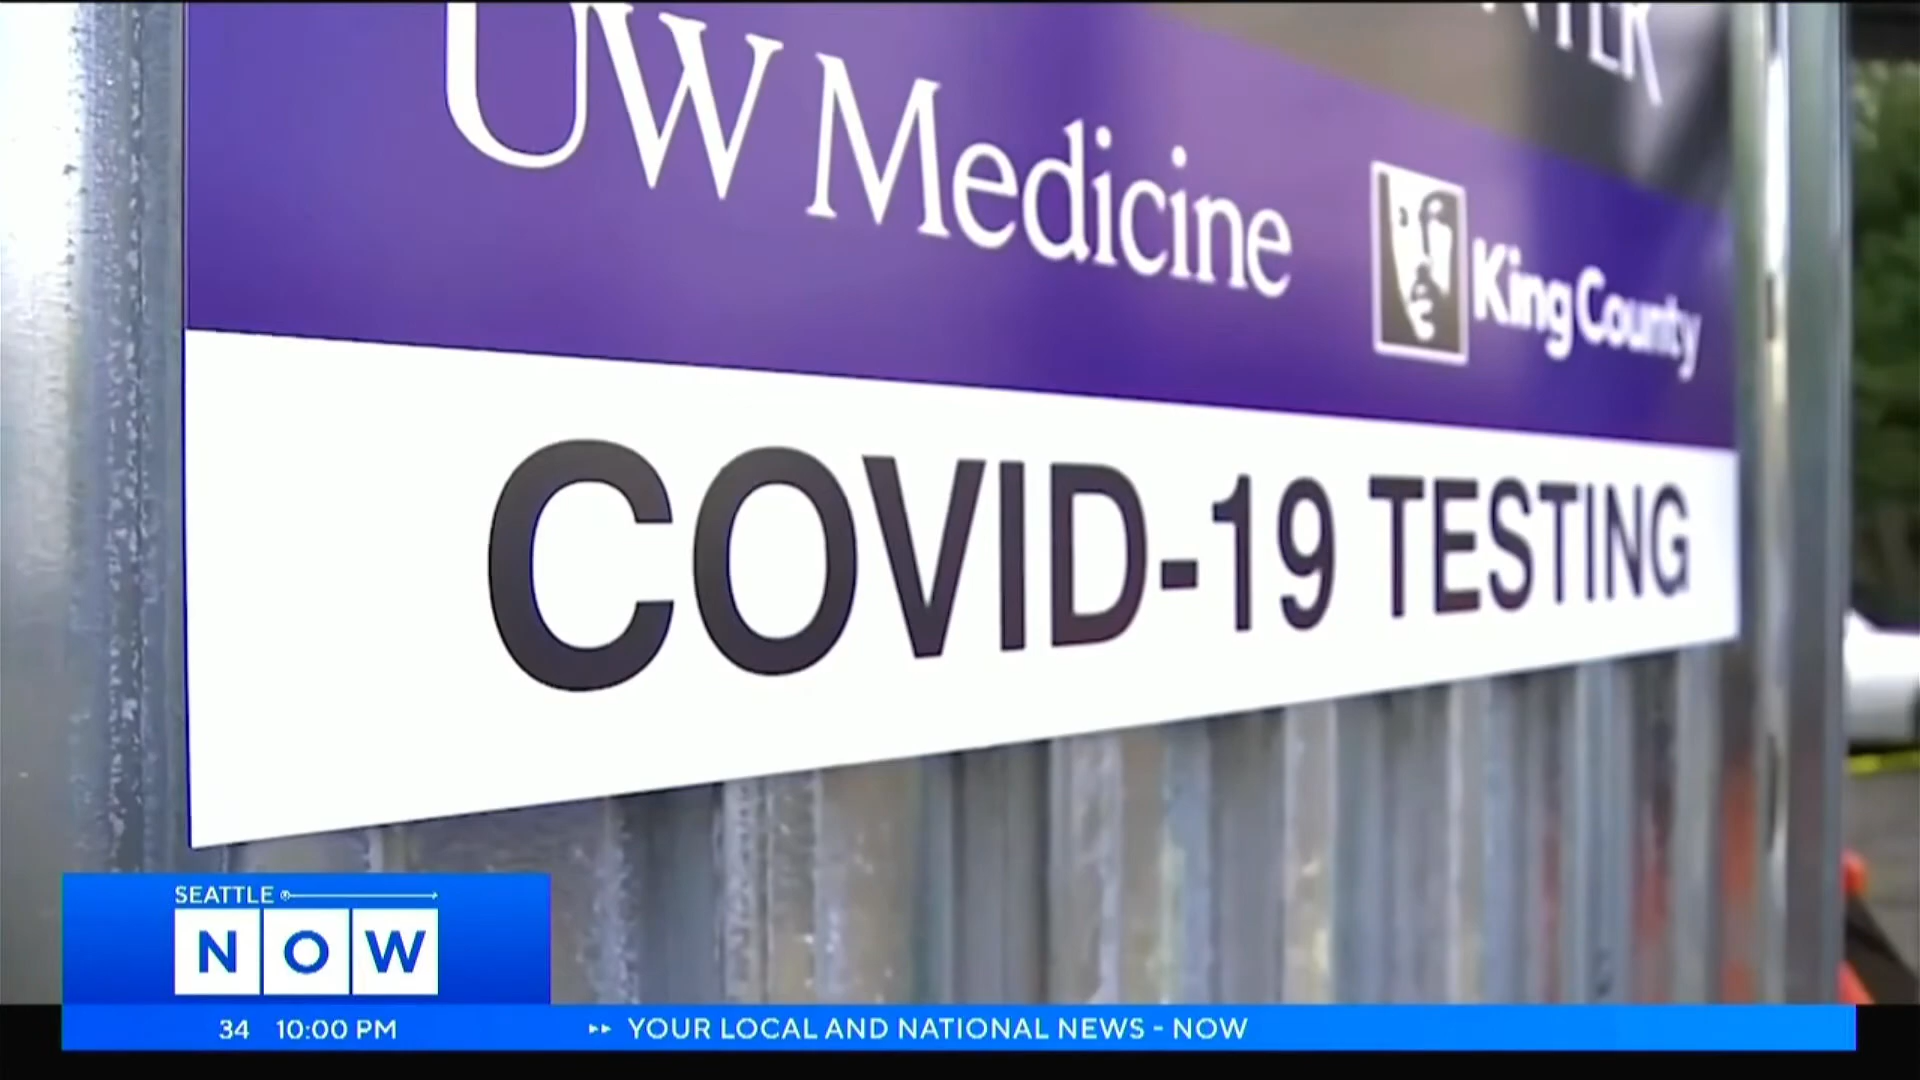 UW Medicine
King County
COVID-19 TESTING
SEATTLE
NOW
34 10:00 PM
YOUR LOCAL AND NATIONAL NEWS - NOW